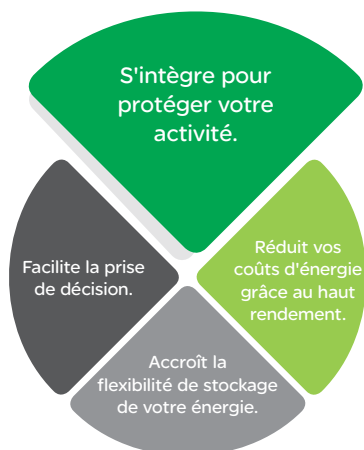 S'intègre pour
protéger votre
activité.
Facilite la prise
de décision.
Réduit vos
coûts d'énergie
grâce au haut
rendement.
Accroît la
flexibilité de stockage
de votre énergie.